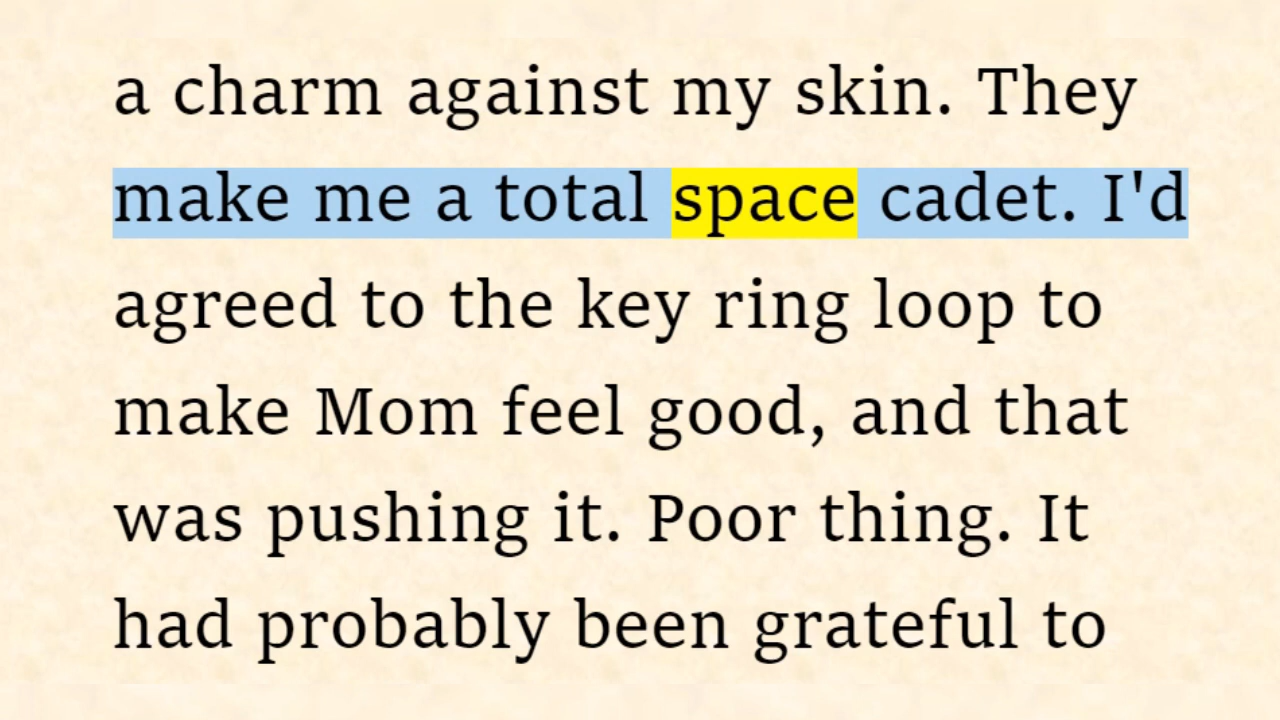 a charm against my skin. They
make me a total space cadet. I'd
agreed to the key ring loop to
make Mom feel good, and that
was pushing it. Poor thing. It
had probably been grateful to